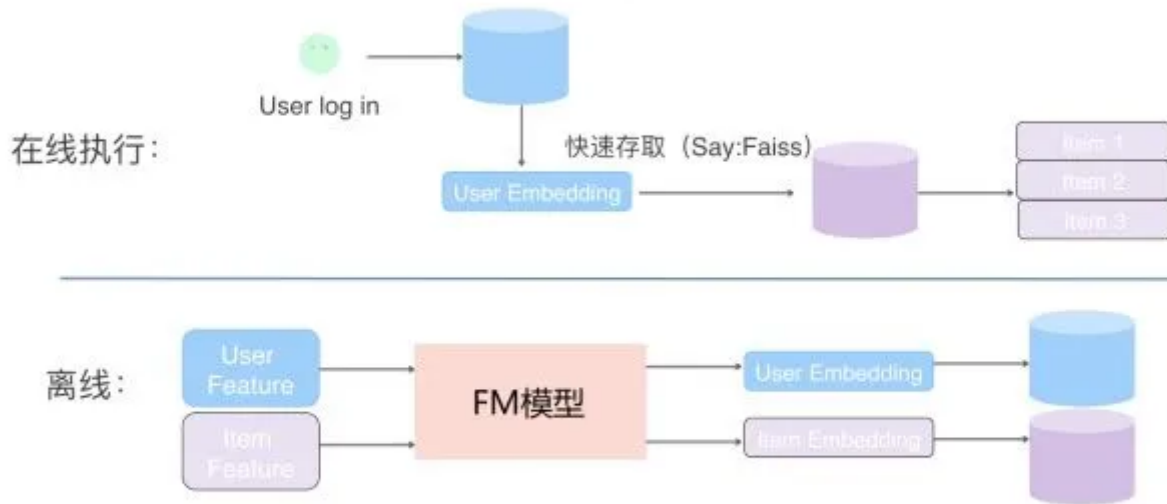 User log in
在线执行：
快速存取（Say:Faiss）
User Embedding
Item 1
Item 2
Item 3
离线：
User
Feature
Item
Feature
FM模型
User Embedding
Item Embedding